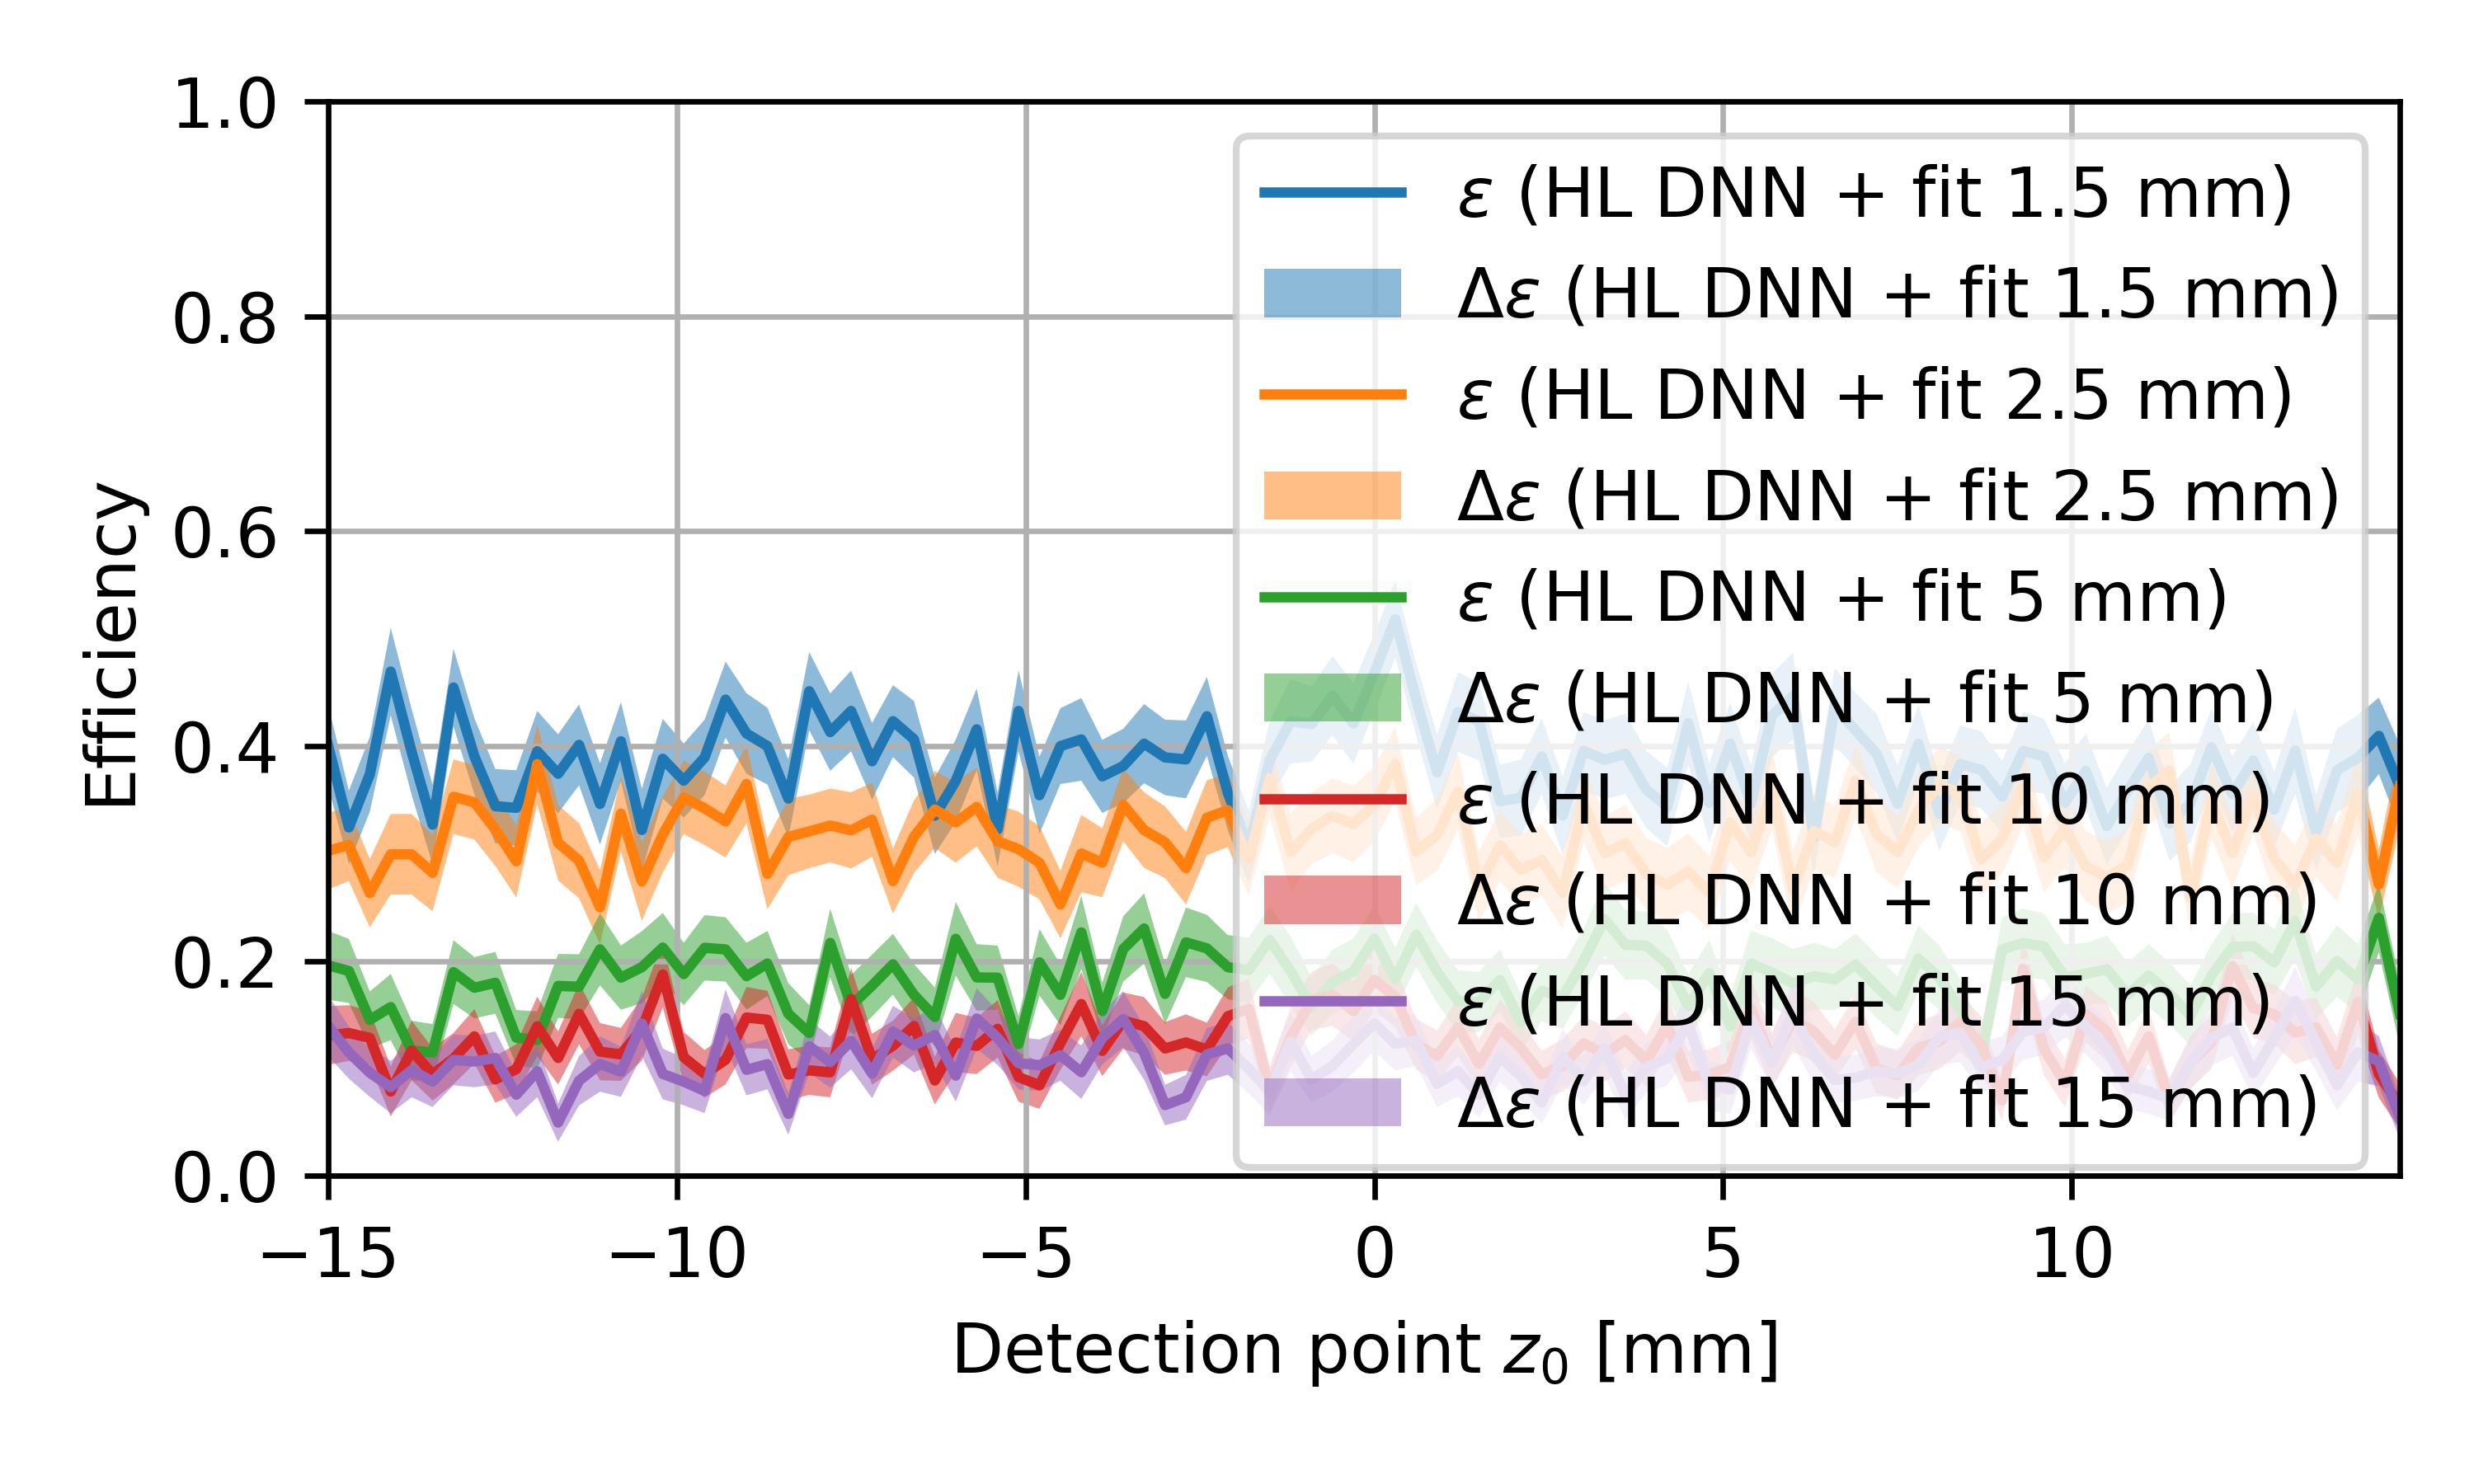 1.0
0.8
0.6
0.4
0.2
0.0
Efficiency
ε (HL DNN + fit 1.5 mm)
Δε (HL DNN + fit 1.5 mm)
ε (HL DNN + fit 2.5 mm)
Δε (HL DNN + fit 2.5 mm)
ε (HL DNN + fit 5 mm)
Δε (HL DNN + fit 5 mm)
ε (HL DNN + fit 10 mm)
Δε (HL DNN + fit 10 mm)
ε (HL DNN + fit 15 mm)
Δε (HL DNN + fit 15 mm)
−15 −10 −5 0 5 10
Detection point z₀ [mm]